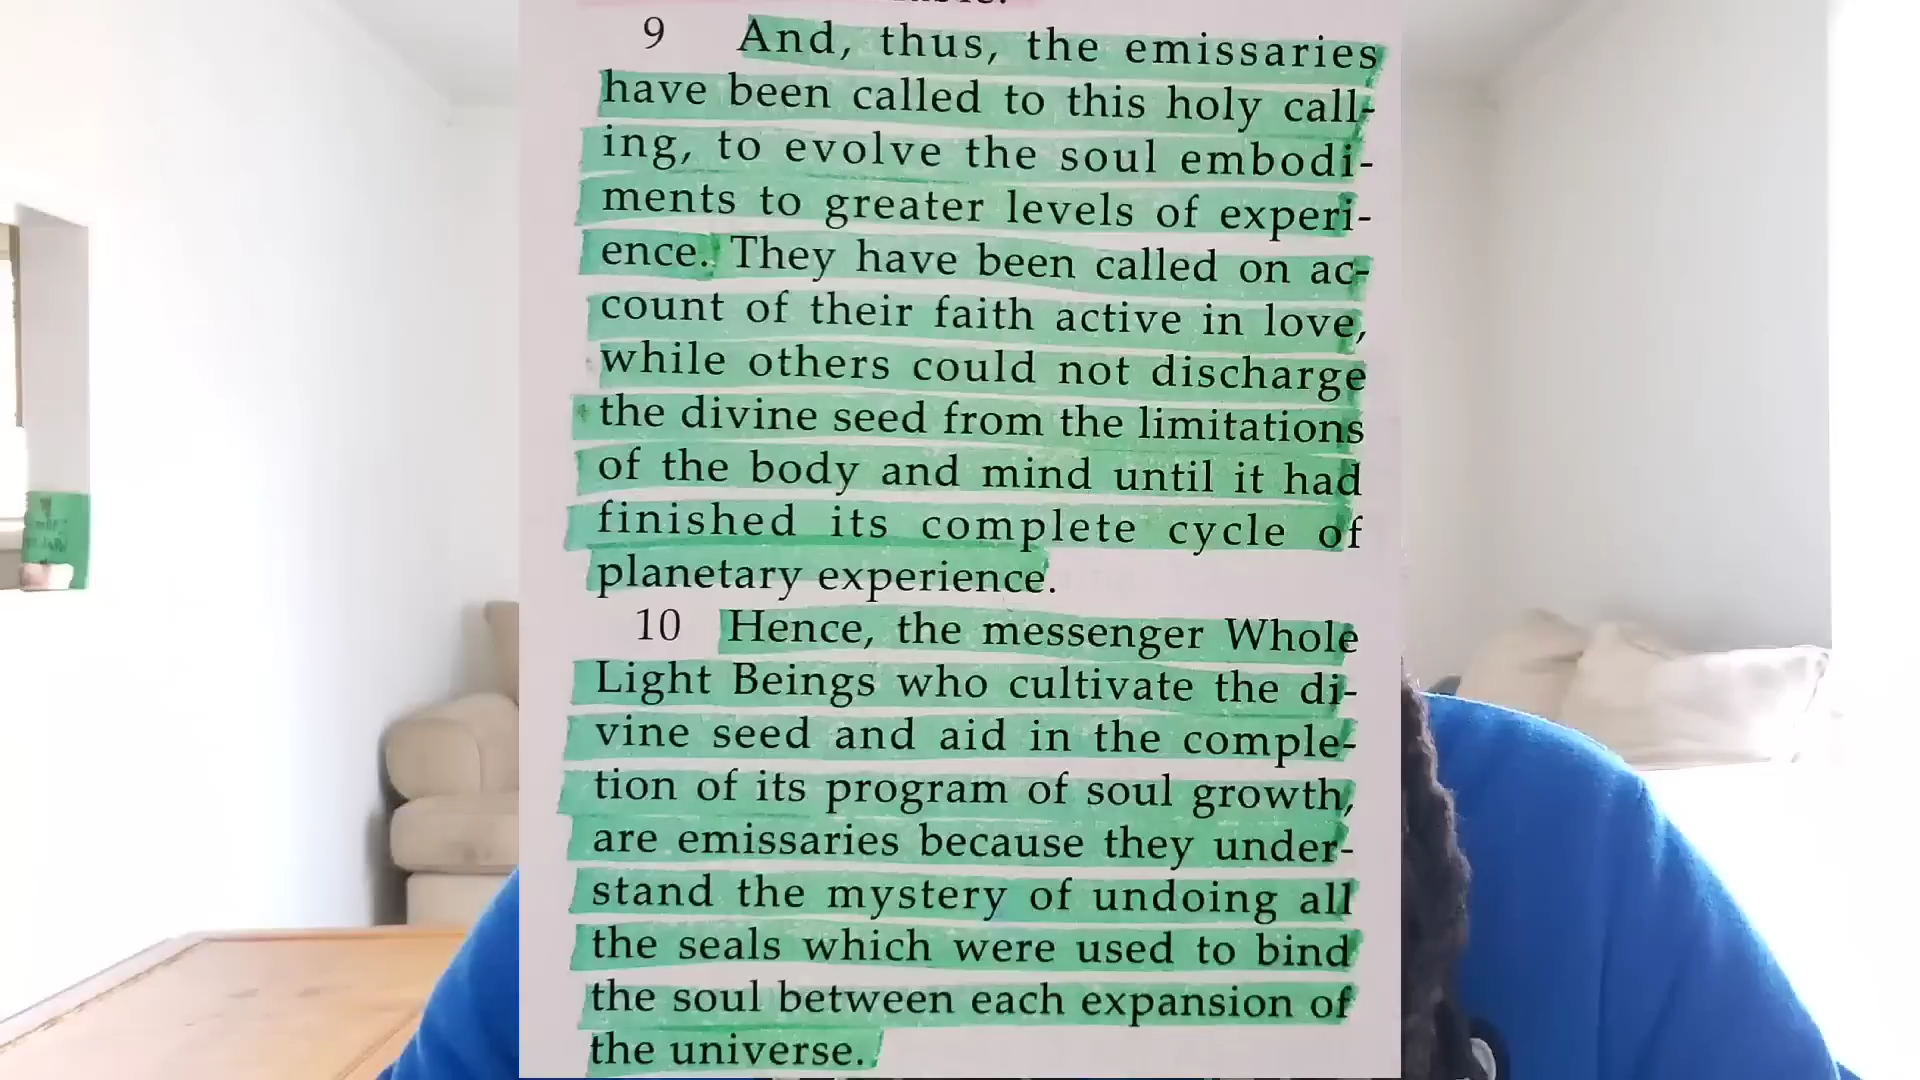 9 And, thus, the emissaries
have been called to this holy call-
ing, to evolve the soul embodi-
ments to greater levels of experi-
ence. They have been called on ac-
count of their faith active in love,
while others could not discharge
the divine seed from the limitations
of the body and mind until it had
finished its complete cycle of
planetary experience.
10 Hence, the messenger Whole
Light Beings who cultivate the di-
vine seed and aid in the comple-
tion of its program of soul growth,
are emissaries because they under-
stand the mystery of undoing all
the seals which were used to bind
the soul between each expansion of
the universe.